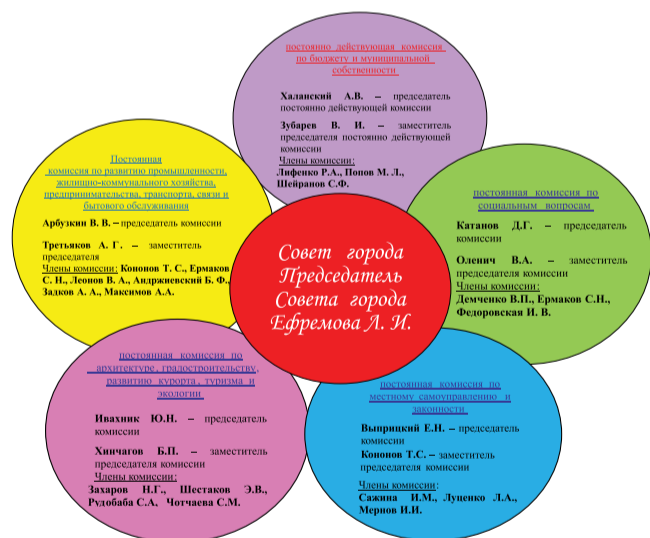 постоянно действующая комиссия
по бюджету и муниципальной
собственности
Халанский А.В. – председатель
постоянно действующей комиссии
Зубарев В. И. – заместитель
председателя постоянно действующей
комиссии
Члены комиссии:
Лифенко Р.А., Попов М. Л.,
Шейранов С.Ф.
Постоянная
комиссия по развитию промышленности,
жилищно-коммунального хозяйства,
предпринимательства, транспорта, связи и
бытового обслуживания
Арбузкин В. В. – председатель комиссии
Третьяков А. Г. – заместитель
председателя
Члены комиссии: Кононов Т. С., Ермаков
С. Н., Леонов В. А., Андржиевский Б. Ф.,
Задков А. А., Максимов А.А.
постоянная комиссия по
социальным вопросам
Катанов Д.Г. – председатель
комиссии
Оленич В.А. – заместитель
председателя комиссии
Члены комиссии:
Демченко В.П., Ермаков С.Н.,
Федоровская И. В.
Совет города
Председатель
Совета города
Ефремова Л. И.
постоянная комиссия по
архитектуре, градостроительству,
развитию курорта, туризма и
экологии
Ивахник Ю.Н. – председатель
комиссии
Хинчагов Б.П. – заместитель
председателя комиссии
Члены комиссии:
Захаров Н.Г., Шестаков Э.В.,
Рудобаба С.А, Чотчаева С.М.
постоянная комиссия по
местному самоуправлению и
законности
Выприцкий Е.Н. – председатель
комиссии
Кононов Т.С. – заместитель
председателя комиссии
Члены комиссии:
Сажина И.М., Луценко Л.А.,
Мернов И.И.